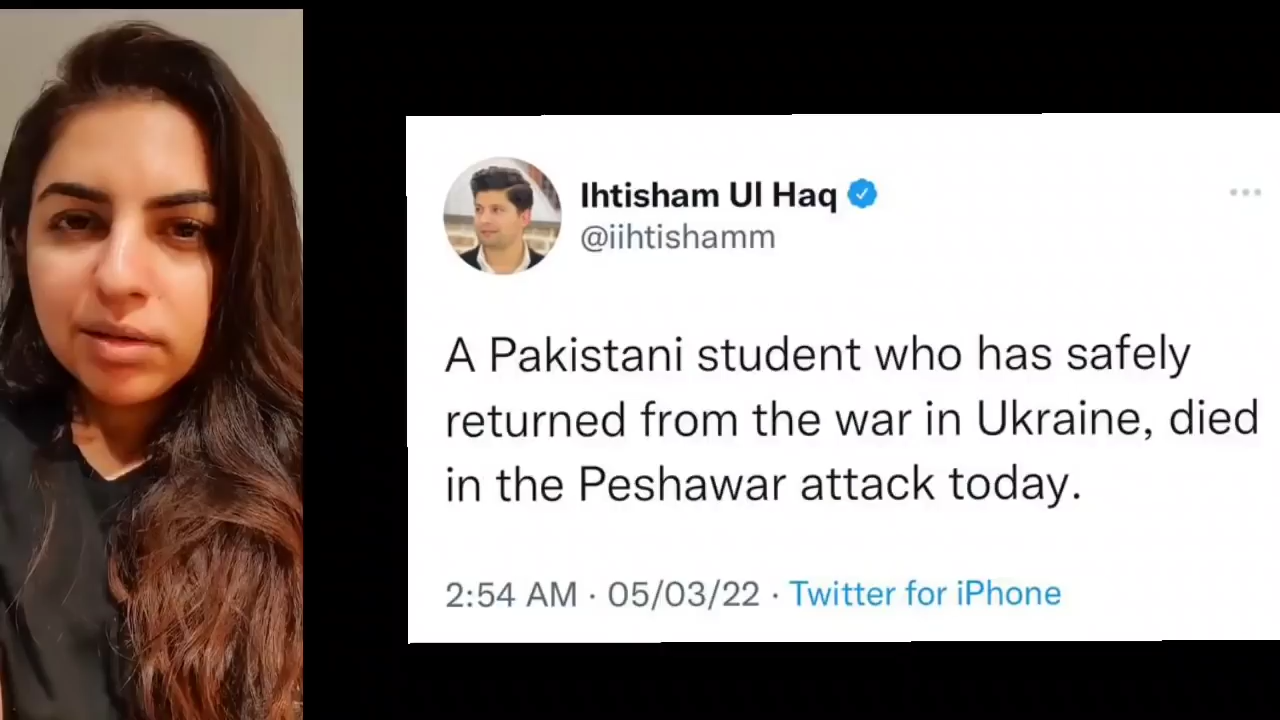 Ihtisham Ul Haq
@iihtishamm
A Pakistani student who has safely
returned from the war in Ukraine, died
in the Peshawar attack today.
2:54 AM · 05/03/22 · Twitter for iPhone